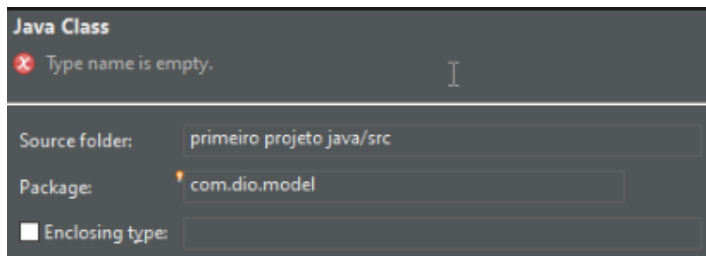 Java Class
Type name is empty.
Source folder: primeiro projeto java/src
Package: com.dio.model
Enclosing type: